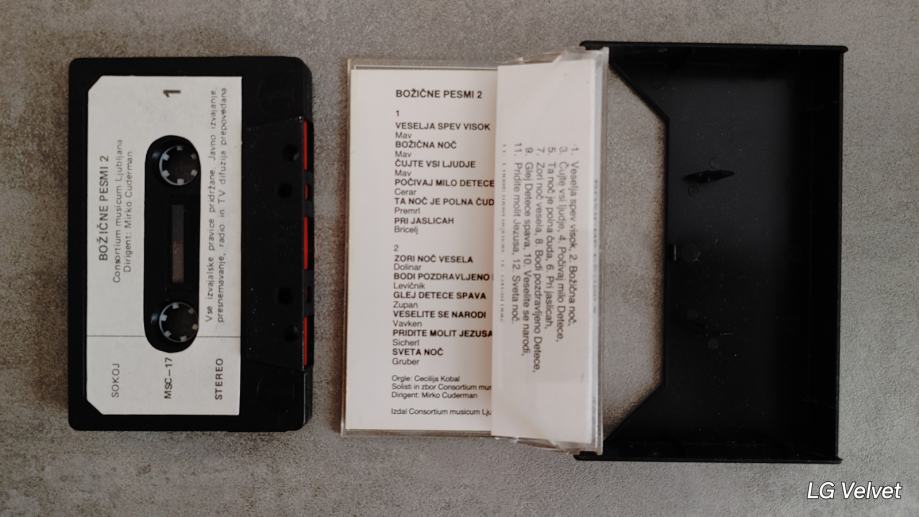 1
BOŽIČNE PESMI 2
Consortium musicum Ljubljana
Dirigent: Mirko Cuderman
Vse izvajalske pravice pridržane. Javno izvajanje,
presnemavanje, radio in TV difuzija prepovedana.
SOKOJ
MSC-17
STEREO
BOŽIČNE PESMI 2
1
VESELJA SPEV VISOK
Mav
BOŽIČNA NOČ
Mav
ČUJTE VSI LJUDJE
Mav
POČIVAJ MILO DETECE
Cerar
TA NOČ JE POLNA ČUD
Premrl
PRI JASLICAH
Bricelj
2
ZORI NOČ VESELA
Dolinar
BODI POZDRAVLJENO
Levičnik
GLEJ DETECE SPAVA
Zupan
VESELITE SE NARODI
Vavken
PRIDITE MOLIT JEZUSA
Sicherl
SVETA NOČ
Gruber
Orgle: Cecilija Kobal
Solisti in zbor Consortium mu
Dirigent: Mirko Cuderman
Izdal Consortium musicum Lju
1. Veselja spev visok, 2. Božična noč,
3. Čujte vsi ljudje, 4. Počivaj milo Detece,
5. Ta noč je polna čuda, 6. Pri jaslicah,
7. Zori noč vesela, 8. Bodi pozdravljeno Detece,
9. Glej Detece spava, 10. Veselite se narodi,
11. Pridite molit Jezusa, 12. Sveta noč.
LG Velvet